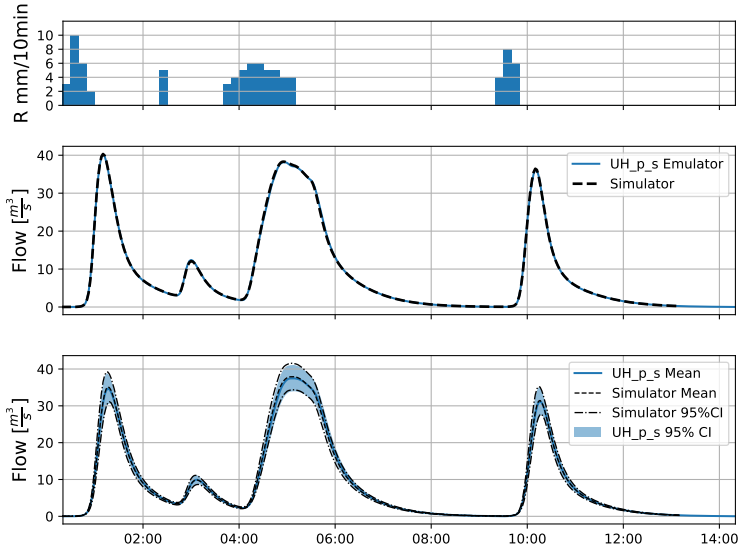 R mm/10min
10
8
6
4
2
0
Flow [m³/s]
40
30
20
10
0
UH_p_s Emulator
Simulator
Flow [m³/s]
40
30
20
10
0
UH_p_s Mean
Simulator Mean
Simulator 95%CI
UH_p_s 95% CI
02:00 04:00 06:00 08:00 10:00 12:00 14:00